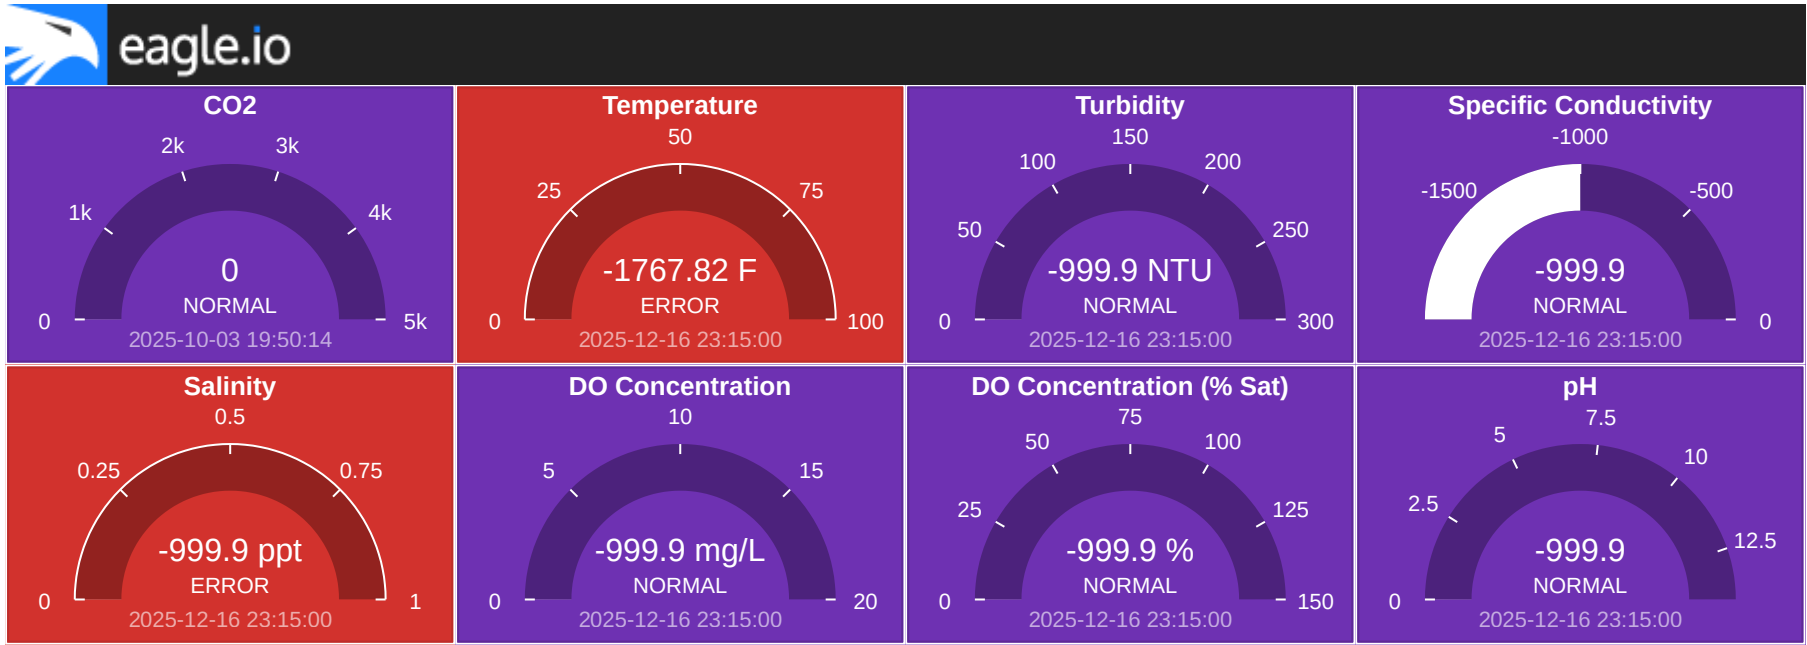 eagle.io
CO2
2k
3k
1k
4k
0
5k
0
NORMAL
2025-10-03 19:50:14
Temperature
50
25
75
0
100
-1767.82 F
ERROR
2025-12-16 23:15:00
Turbidity
150
100
200
50
250
0
300
-999.9 NTU
NORMAL
2025-12-16 23:15:00
Specific Conductivity
-1000
-1500
-500
0
-999.9
NORMAL
2025-12-16 23:15:00
Salinity
0.5
0.25
0.75
0
1
-999.9 ppt
ERROR
2025-12-16 23:15:00
DO Concentration
10
5
15
0
20
-999.9 mg/L
NORMAL
2025-12-16 23:15:00
DO Concentration (% Sat)
75
50
100
25
125
0
150
-999.9 %
NORMAL
2025-12-16 23:15:00
pH
7.5
5
10
2.5
12.5
0
-999.9
NORMAL
2025-12-16 23:15:00